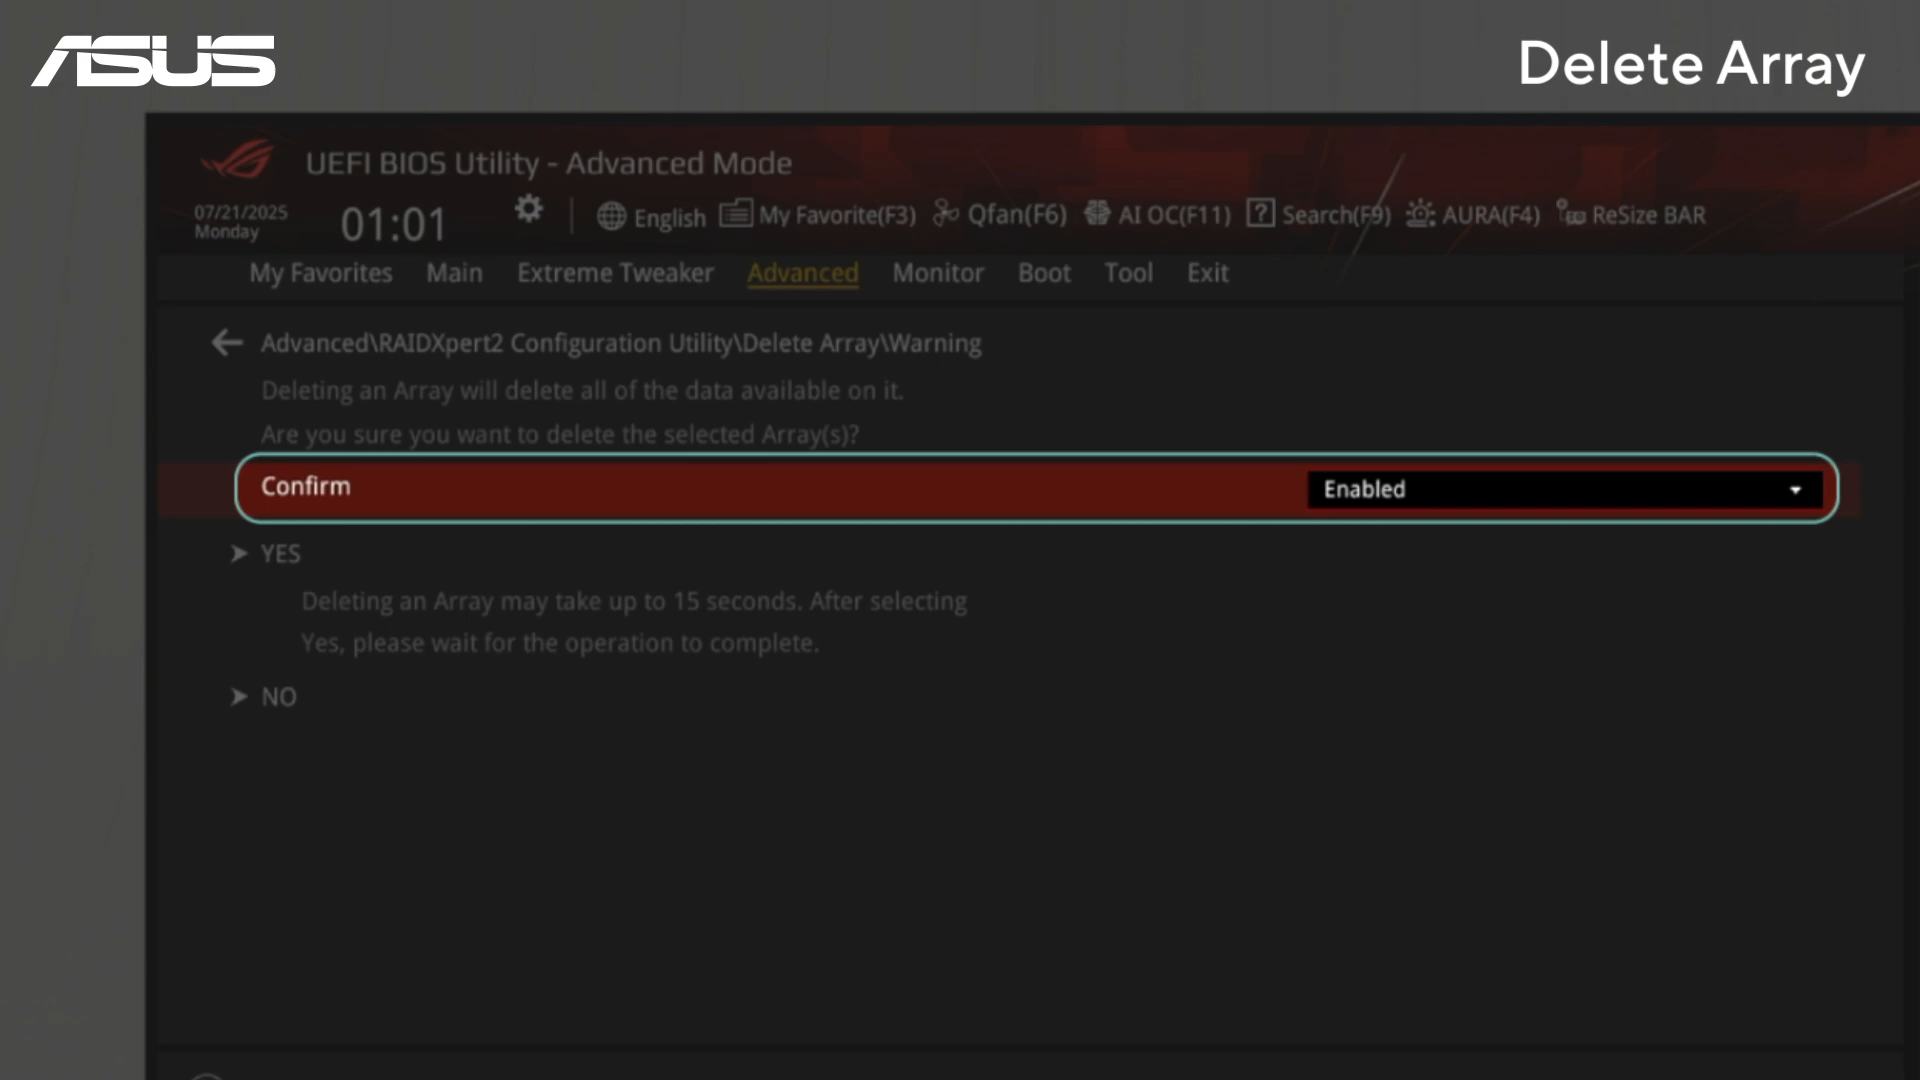 ASUS
Delete Array
UEFI BIOS Utility - Advanced Mode
07/21/2025
Monday
01:01
English
My Favorite(F3)
Qfan(F6)
AI OC(F11)
Search(F9)
AURA(F4)
ReSize BAR
My Favorites Main Extreme Tweaker Advanced Monitor Boot Tool Exit
Advanced\RAIDXpert2 Configuration Utility\Delete Array\Warning
Deleting an Array will delete all of the data available on it.
Are you sure you want to delete the selected Array(s)?
Confirm Enabled
YES
Deleting an Array may take up to 15 seconds. After selecting
Yes, please wait for the operation to complete.
NO